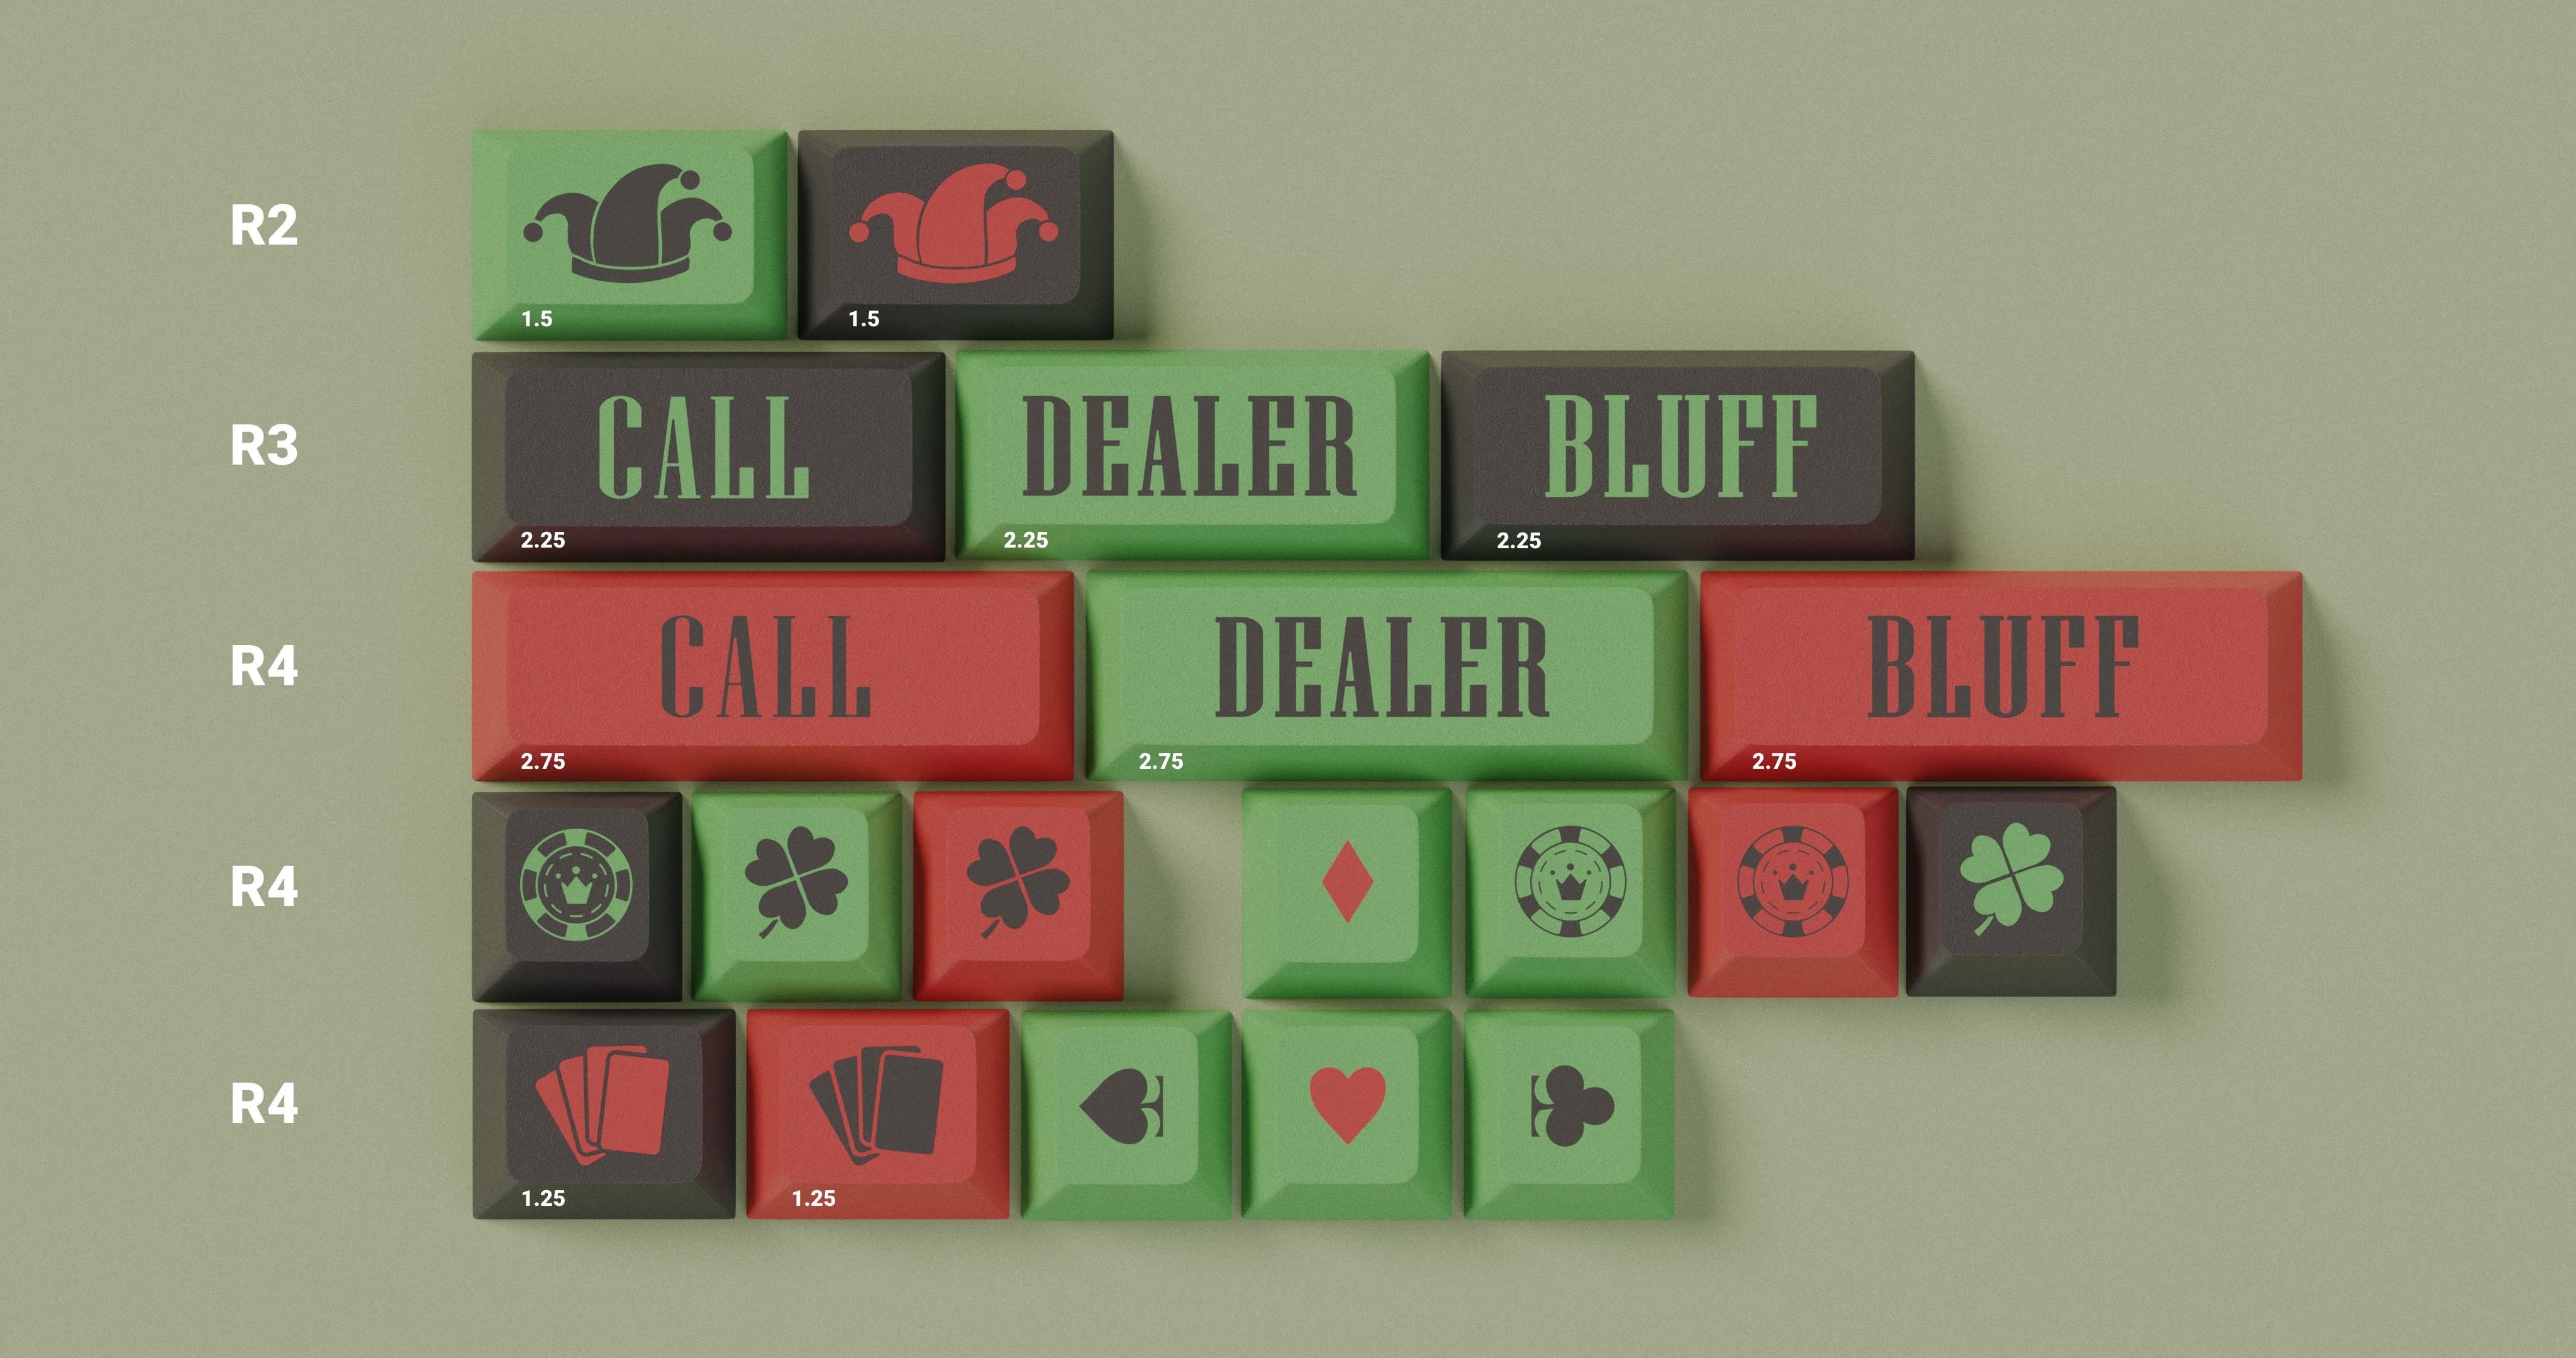 R2
1.5 1.5
R3
CALL DEALER BLUFF
2.25 2.25 2.25
R4
CALL DEALER BLUFF
2.75 2.75 2.75
R4
R4
1.25 1.25